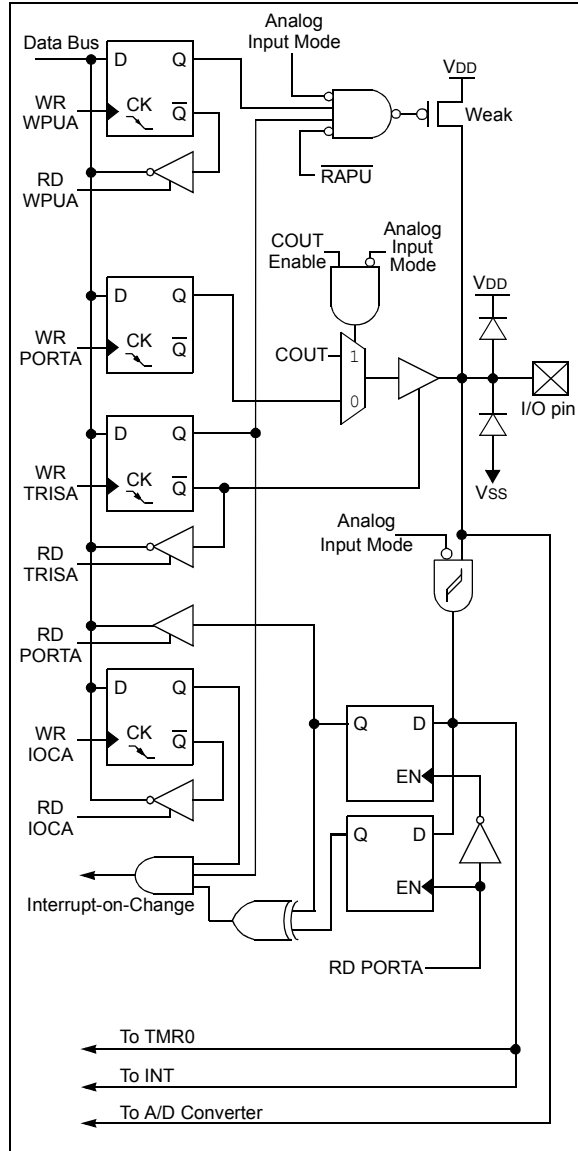 Analog
Input Mode
Data Bus
D
Q
VDD
WR
WPUA
CK
Q̅
Weak
RD
WPUA
R̅A̅P̅U̅
COUT
Enable
Analog
Input
Mode
VDD
D
Q
WR
PORTA
CK
Q̅
COUT
1
0
I/O pin
D
Q
WR
TRISA
CK
Q̅
VSS
Analog
Input Mode
RD
TRISA
RD
PORTA
D
Q
WR
IOCA
CK
Q̅
Q
D
EN
RD
IOCA
Q
D
EN
Interrupt-on-Change
RD PORTA
To TMR0
To INT
To A/D Converter